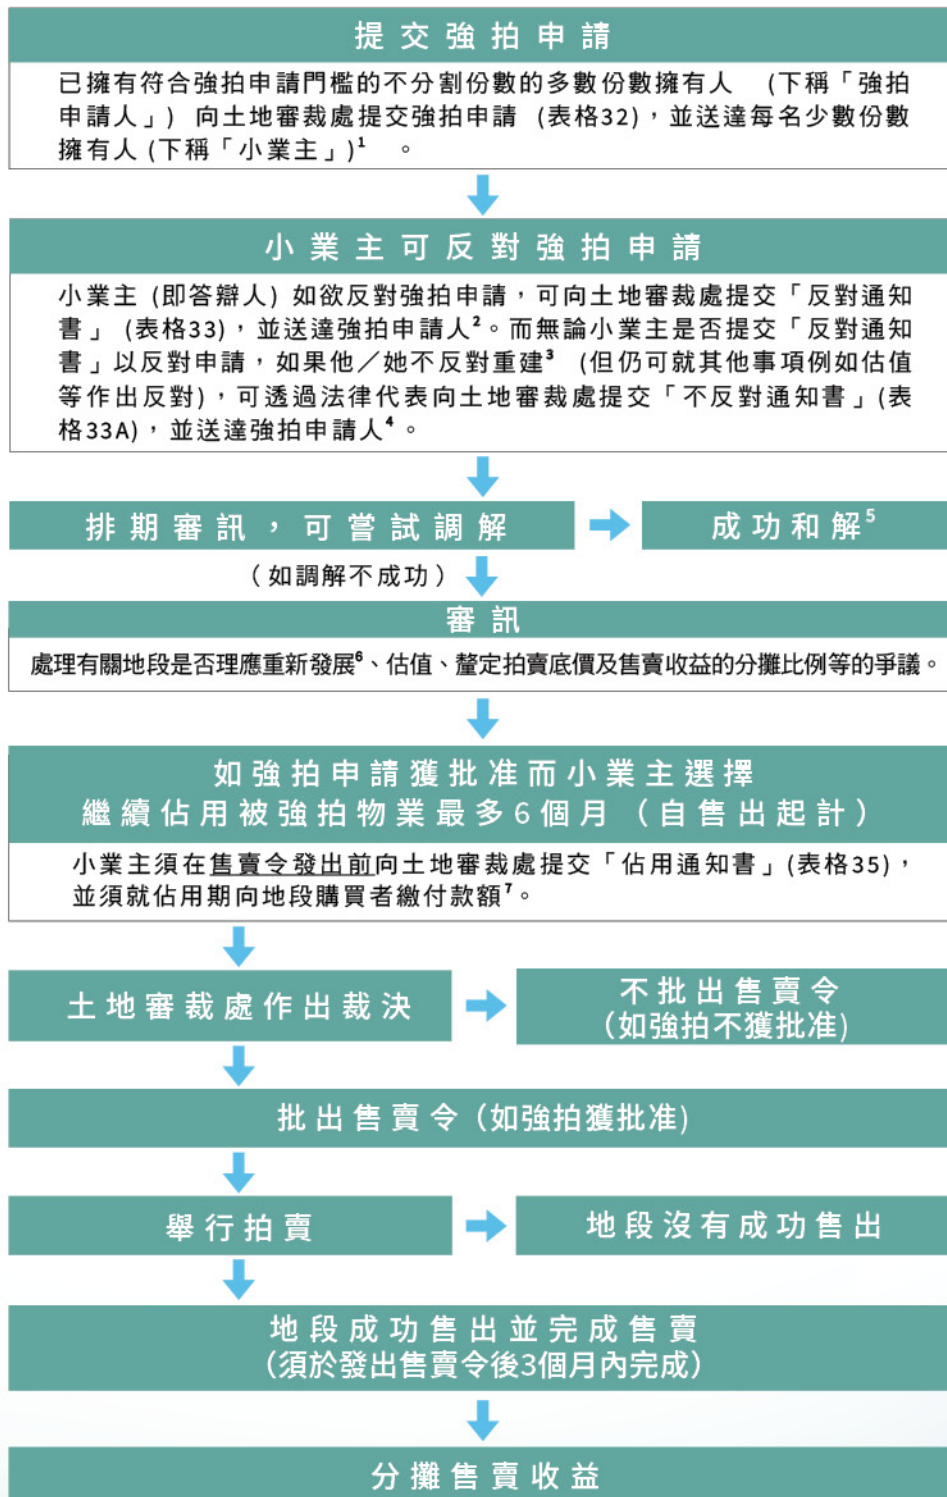 提交強拍申請
已擁有符合強拍申請門檻的不分割份數的多數份數擁有人 (下稱「強拍
申請人」) 向土地審裁處提交強拍申請 (表格32)，並送達每名少數份數
擁有人 (下稱「小業主」)¹ 。
小業主可反對強拍申請
小業主 (即答辯人) 如欲反對強拍申請，可向土地審裁處提交「反對通知
書」 (表格33)，並送達強拍申請人²。而無論小業主是否提交「反對通知
書」以反對申請，如果他／她不反對重建³ (但仍可就其他事項例如估值
等作出反對)，可透過法律代表向土地審裁處提交「不反對通知書」(表
格33A)，並送達強拍申請人⁴。
排期審訊，可嘗試調解
成功和解⁵
（如調解不成功）
審訊
處理有關地段是否理應重新發展⁶、估值、釐定拍賣底價及售賣收益的分攤比例等的爭議。
如強拍申請獲批准而小業主選擇
繼續佔用被強拍物業最多6個月（自售出起計）
小業主須在售賣令發出前向土地審裁處提交「佔用通知書」(表格35)，
並須就佔用期向地段購買者繳付款額⁷。
土地審裁處作出裁決
不批出售賣令
(如強拍不獲批准)
批出售賣令 (如強拍獲批准)
舉行拍賣
地段沒有成功售出
地段成功售出並完成售賣
(須於發出售賣令後3個月內完成)
分攤售賣收益